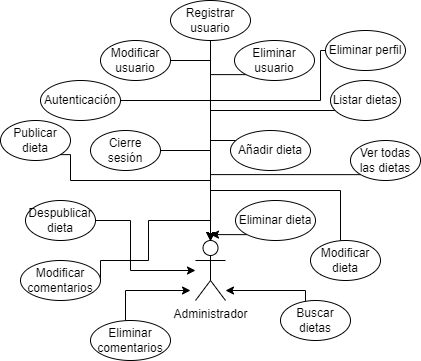 Registrar
usuario
Modificar
usuario
Eliminar
usuario
Eliminar perfil
Autenticación
Listar dietas
Publicar
dieta
Cierre
sesión
Añadir dieta
Ver todas
las dietas
Despublicar
dieta
Eliminar dieta
Modificar
dieta
Modificar
comentarios
Administrador
Buscar
dietas
Eliminar
comentarios